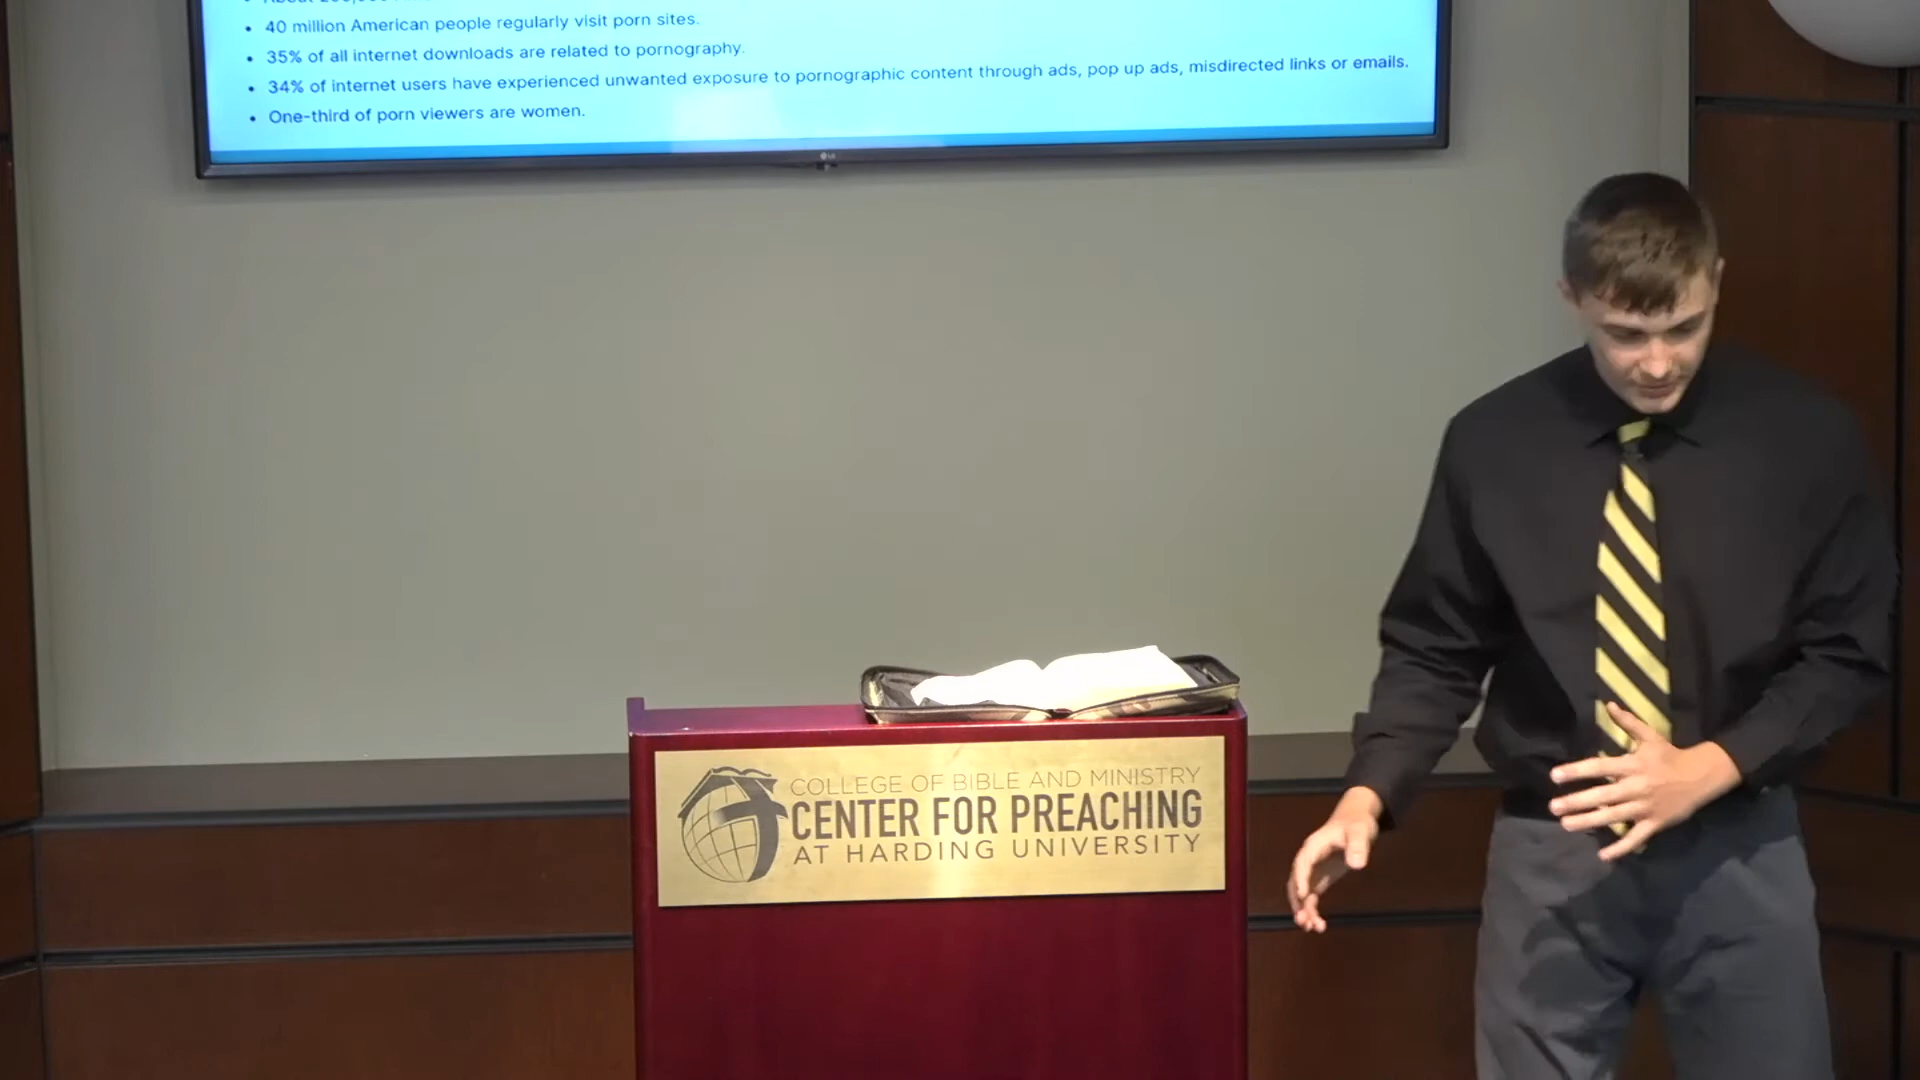 • 40 million American people regularly visit porn sites.
• 35% of all internet downloads are related to pornography.
• 34% of internet users have experienced unwanted exposure to pornographic content through ads, pop up ads, misdirected links or emails.
• One-third of porn viewers are women.
LG
COLLEGE OF BIBLE AND MINISTRY
CENTER FOR PREACHING
AT HARDING UNIVERSITY